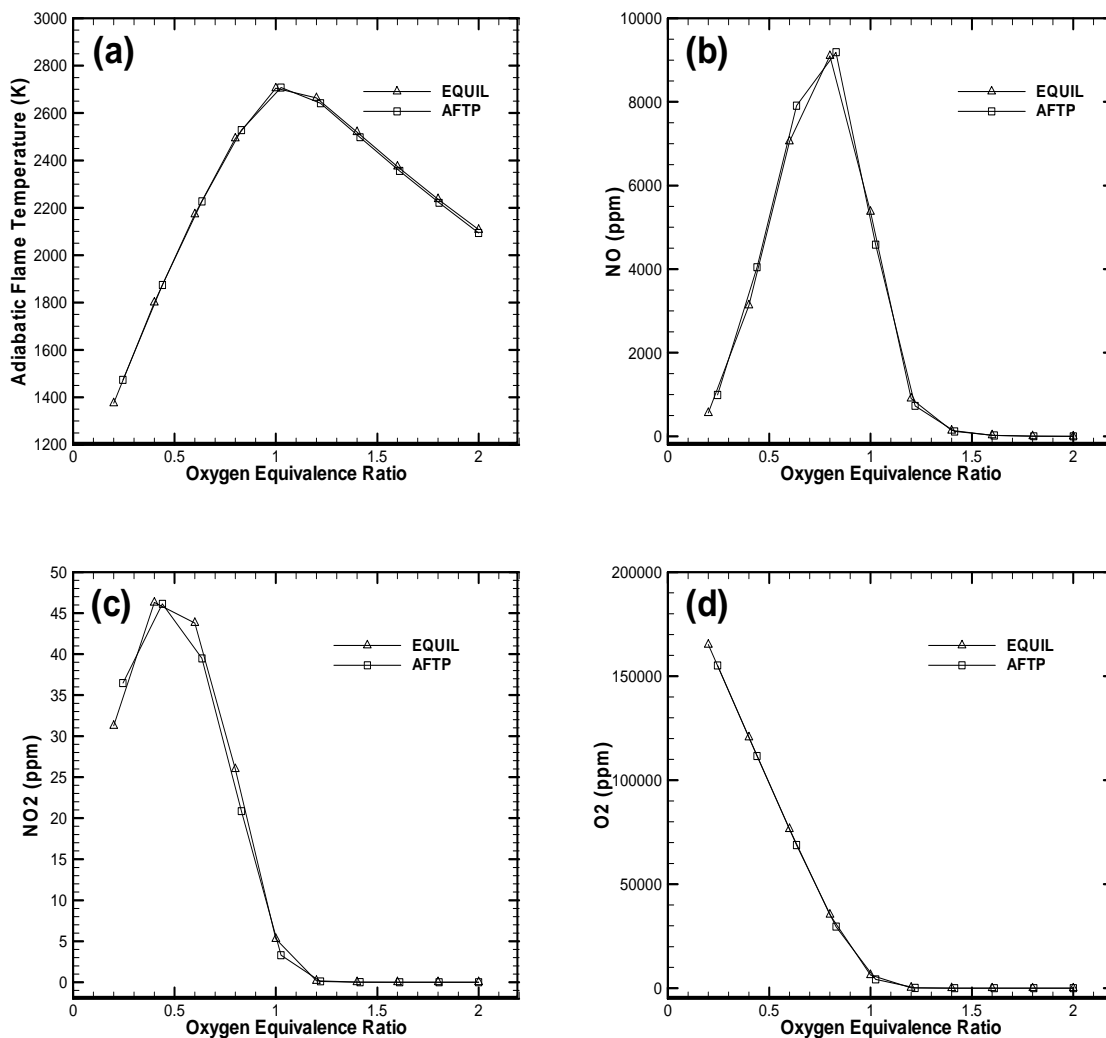 (a)
EQUIL
AFTP
Adiabatic Flame Temperature (K)
3000
2800
2600
2400
2200
2000
1800
1600
1400
1200
0 0.5 1 1.5 2
Oxygen Equivalence Ratio
(b)
EQUIL
AFTP
NO (ppm)
10000
8000
6000
4000
2000
0
0 0.5 1 1.5 2
Oxygen Equivalence Ratio
(c)
EQUIL
AFTP
NO2 (ppm)
50
45
40
35
30
25
20
15
10
5
0
0 0.5 1 1.5 2
Oxygen Equivalence Ratio
(d)
EQUIL
AFTP
O2 (ppm)
200000
150000
100000
50000
0
0 0.5 1 1.5 2
Oxygen Equivalence Ratio